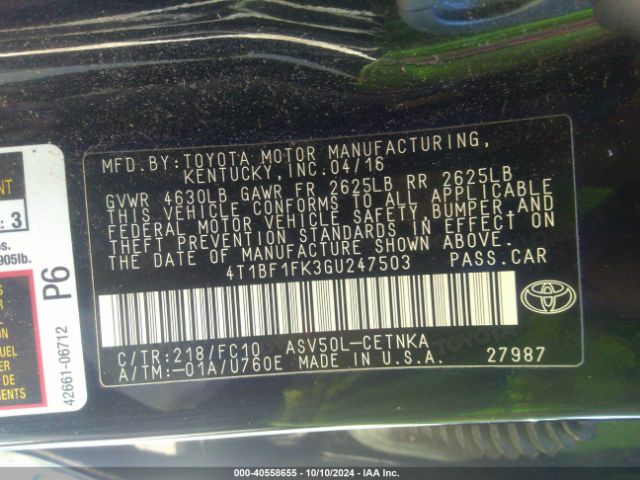 MFD. BY: TOYOTA MOTOR MANUFACTURING,
KENTUCKY, INC. 04/16
GVWR 4630LB GAWR FR 2625LB RR 2625LB
THIS VEHICLE CONFORMS TO ALL APPLICABLE
FEDERAL MOTOR VEHICLE SAFETY, BUMPER, AND
THEFT PREVENTION STANDARDS IN EFFECT ON
THE DATE OF MANUFACTURE SHOWN ABOVE.
4T1BF1FK3GU247503 PASS. CAR
C/TR: 218/FC10 ASV50L-CETNKA
A/TM: -01A/U760E MADE IN U.S.A. 27987
TOYOTA
: 3
905lb.
P6
42661-06712
000-40558655 - 10/10/2024 - IAA Inc.